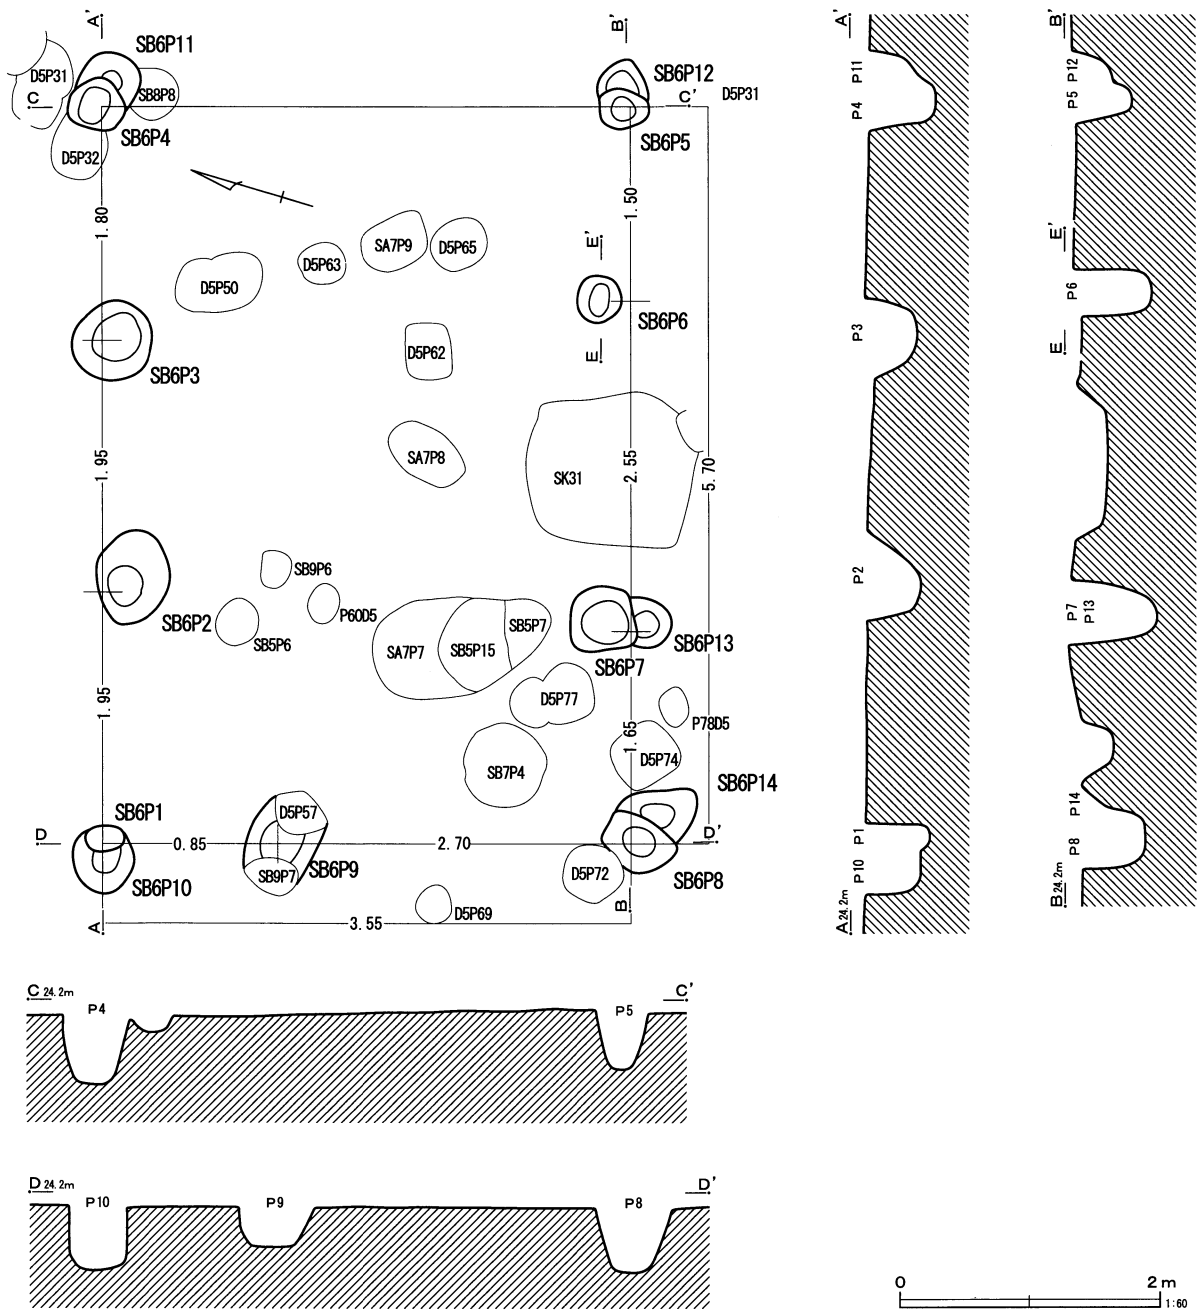 A'
B'
SB6P11
D5P31
SB8P8
C
SB6P4
D5P32
SB6P12
C'
D5P31
SB6P5
1.80
1.50
SA7P9
D5P65
D5P63
D5P50
E'
SB6P6
E
SB6P3
D5P62
SA7P8
SK31
1.95
2.55
5.70
SB9P6
P60D5
SB5P6
SB6P2
SA7P7
SB5P15
SB5P7
SB6P7
SB6P13
D5P77
P78D5
1.95
1.65
SB7P4
D5P74
SB6P14
SB6P1
D5P57
D
0.85
2.70
D'
SB6P10
SB9P7
SB6P9
D5P72
SB6P8
D5P69
A
B
3.55
A'
P11
P4
P3
P2
P1
P10
A 24.2m
B'
P12
P5
E'
P6
E
P7
P13
P14
P8
B 24.2m
C 24.2m
P4
P5
C'
D 24.2m
P10
P9
P8
D'
0
2m
1:60